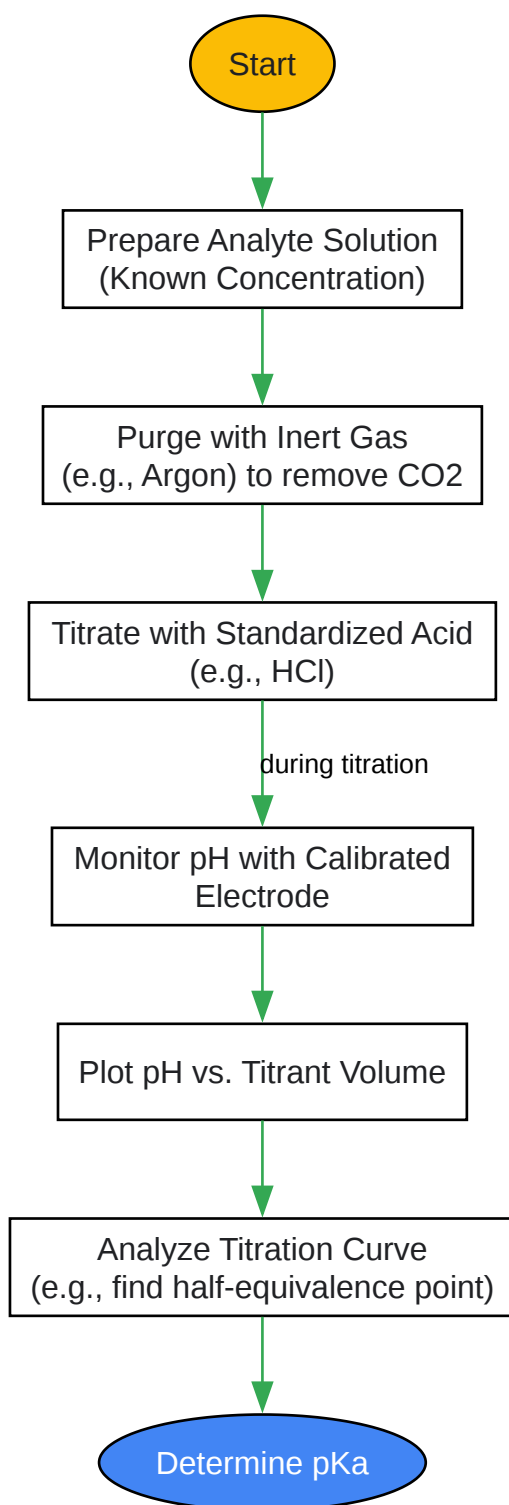 Start
Prepare Analyte Solution
(Known Concentration)
Purge with Inert Gas
(e.g., Argon) to remove CO2
Titrate with Standardized Acid
(e.g., HCl)
during titration
Monitor pH with Calibrated
Electrode
Plot pH vs. Titrant Volume
Analyze Titration Curve
(e.g., find half-equivalence point)
Determine pKa